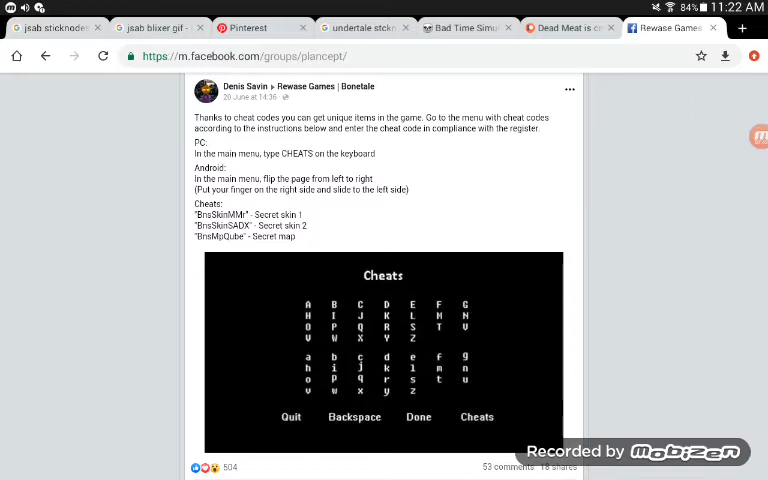 84% 11:22 AM
jsab sticknodes
jsab blixer gif -
Pinterest
undertale stckn
Bad Time Simul
Dead Meat is cr
Rewase Games |
https://m.facebook.com/groups/plancept/
Denis Savin ▸ Rewase Games | Bonetale
20 June at 14:36
Thanks to cheat codes you can get unique items in the game. Go to the menu with cheat codes
according to the instructions below and enter the cheat code in compliance with the register.
PC:
In the main menu, type CHEATS on the keyboard
Android:
In the main menu, flip the page from left to right
(Put your finger on the right side and slide to the left side)
Cheats:
"BnsSkinMMr" - Secret skin 1
"BnsSkinSADX" - Secret skin 2
"BnsMpQube" - Secret map
Cheats
A B C D E F G
H I J K L M N
O P Q R S T V
V W X Y Z
a b c d e f g
h i j k l m n
o p q r s t u
v w x y z
Quit Backspace Done Cheats
504 53 comments 18 shares
Recorded by Mobizen